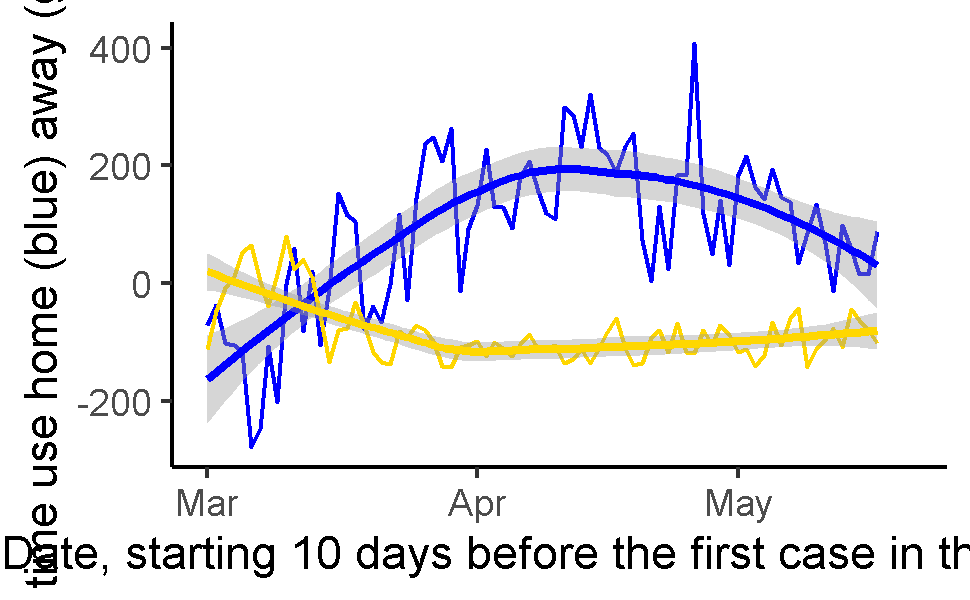 time use home (blue) away (
400
200
0
-200
Mar Apr May
Date, starting 10 days before the first case in th